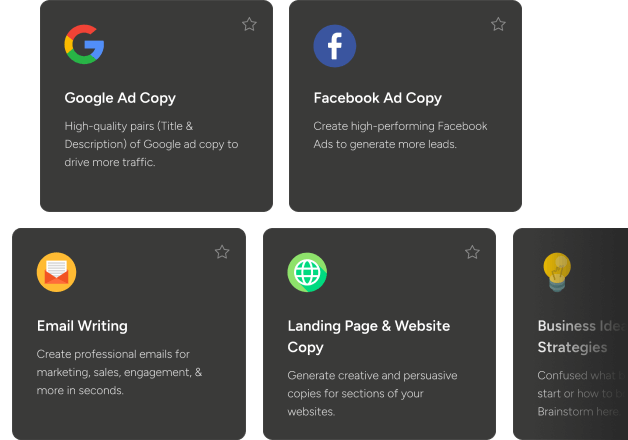 Google Ad Copy
High-quality pairs (Title &
Description) of Google ad copy to
drive more traffic.
Facebook Ad Copy
Create high-performing Facebook
Ads to generate more leads.
Email Writing
Create professional emails for
marketing, sales, engagement, &
more in seconds.
Landing Page & Website
Copy
Generate creative and persuasive
copies for sections of your
websites.
Business
Strategies
Confused what
start or how to
Brainstorm here